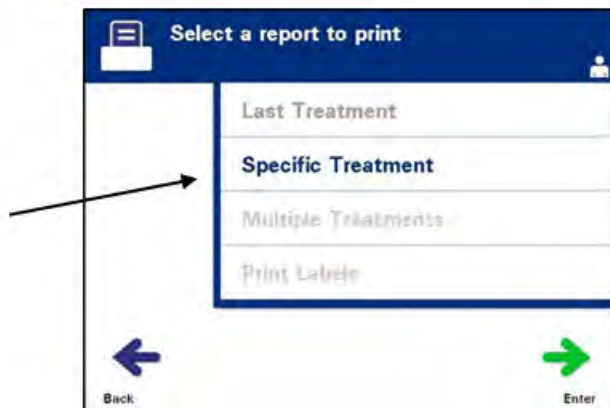 Select a report to print
Last Treatment
Specific Treatment
Multiple Treatments
Print Labels
Back
Enter